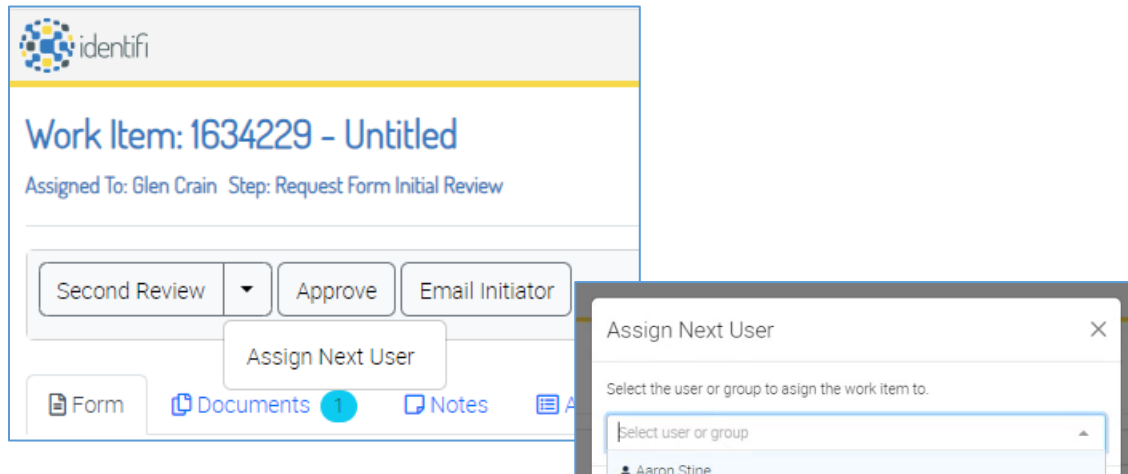 identifi
Work Item: 1634229 - Untitled
Assigned To: Glen Crain Step: Request Form Initial Review
Second Review Approve Email Initiator
Assign Next User
Form Documents 1 Notes A
Assign Next User
Select the user or group to asign the work item to.
Select user or group
Aaron Stine